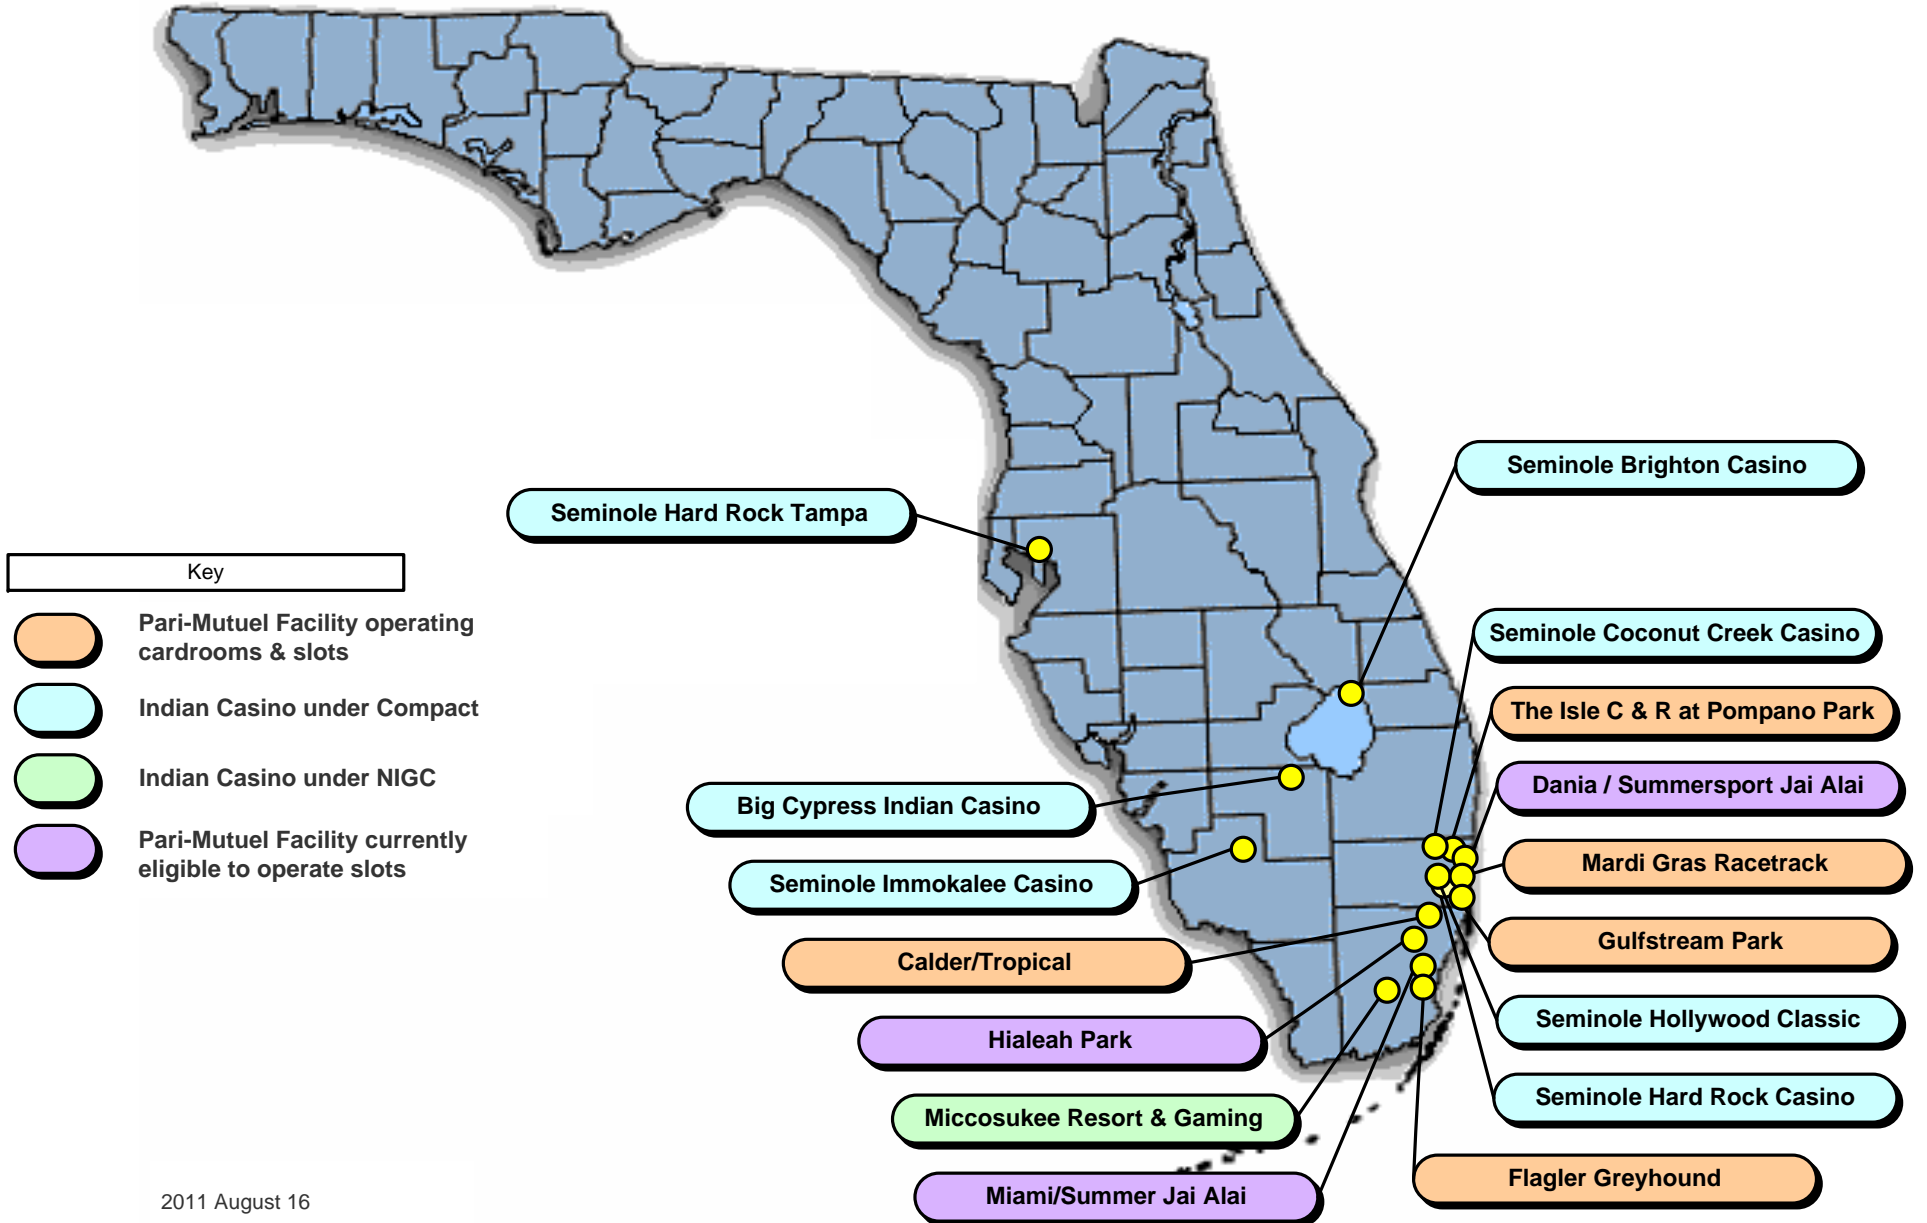 Seminole Brighton Casino
Seminole Hard Rock Tampa
Key
Pari-Mutuel Facility operating
cardrooms & slots
Indian Casino under Compact
Indian Casino under NIGC
Pari-Mutuel Facility currently
eligible to operate slots
Seminole Coconut Creek Casino
The Isle C & R at Pompano Park
Dania / Summersport Jai Alai
Big Cypress Indian Casino
Mardi Gras Racetrack
Seminole Immokalee Casino
Gulfstream Park
Calder/Tropical
Seminole Hollywood Classic
Hialeah Park
Seminole Hard Rock Casino
Miccosukee Resort & Gaming
Flagler Greyhound
Miami/Summer Jai Alai
2011 August 16